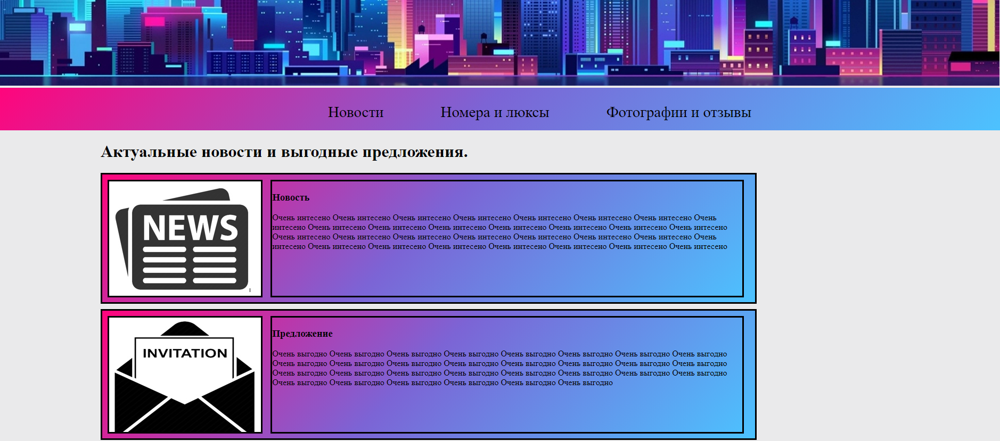 Новости Номера и люксы Фотографии и отзывы
Актуальные новости и выгодные предложения.
NEWS
Новость
Очень интесено Очень интесено Очень интесено Очень интесено Очень интесено Очень интесено Очень интесено Очень
интесено Очень интесено Очень интесено Очень интесено Очень интесено Очень интесено Очень интесено Очень интесено
Очень интесено Очень интесено Очень интесено Очень интесено Очень интесено Очень интесено Очень интесено Очень
интесено Очень интесено Очень интесено Очень интесено Очень интесено Очень интесено Очень интесено Очень интесено
INVITATION
Предложение
Очень выгодно Очень выгодно Очень выгодно Очень выгодно Очень выгодно Очень выгодно Очень выгодно Очень выгодно
Очень выгодно Очень выгодно Очень выгодно Очень выгодно Очень выгодно Очень выгодно Очень выгодно Очень выгодно
Очень выгодно Очень выгодно Очень выгодно Очень выгодно Очень выгодно Очень выгодно Очень выгодно Очень выгодно
Очень выгодно Очень выгодно Очень выгодно Очень выгодно Очень выгодно Очень выгодно